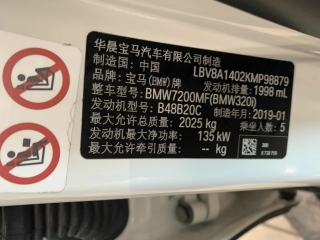 华晨宝马汽车有限公司制造
制造国：中国 LBV8A1402KMP98879
品牌：宝马(BMW)牌 发动机排量：1998 mL
整车型号：BMW7200MF(BMW320i)
发动机型号：B48B20C 制造年月：2019-01
最大允许总质量：2025 kg 乘坐人数：5
发动机最大净功率：135 kW
最大允许牵引质量：-- kg